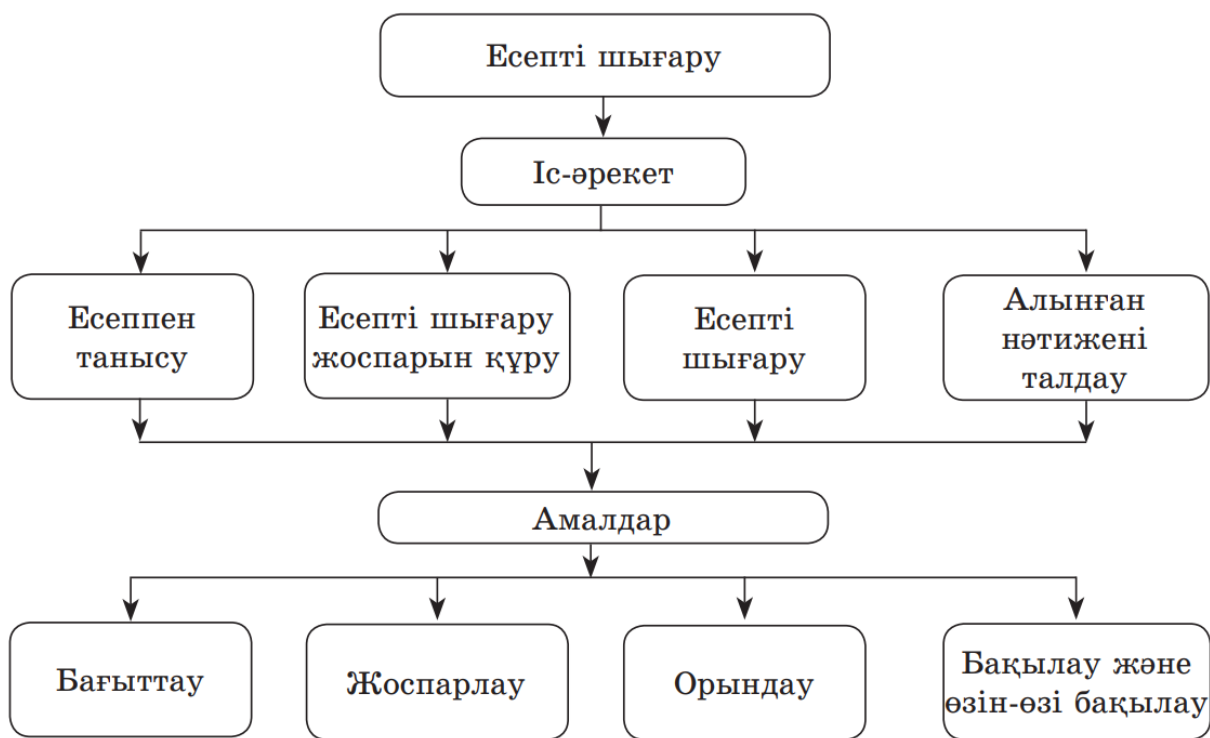 Есепті шығару
Іс-әрекет
Есеппен
танысу
Есепті шығару
жоспарын құру
Есепті
шығару
Алынған
нәтижені
талдау
Амалдар
Бағыттау
Жоспарлау
Орындау
Бақылау және
өзін-өзі бақылау